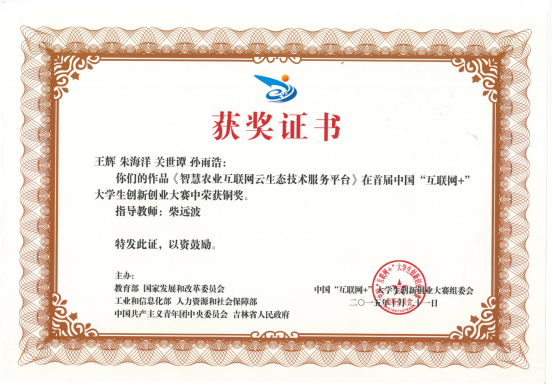 获奖证书
王辉 朱海洋 关世谭 孙雨浩：
你们的作品《智慧农业互联网云生态技术服务平台》在首届中国“互联网+”
大学生创新创业大赛中荣获铜奖。
指导教师：柴远波
特发此证，以资鼓励。
主办：
教育部 国家发展和改革委员会
工业和信息化部 人力资源和社会保障部
中国共产主义青年团中央委员会 吉林省人民政府
中国“互联网+”大学生创新创业大赛组委会
二〇一五年十月二十一日